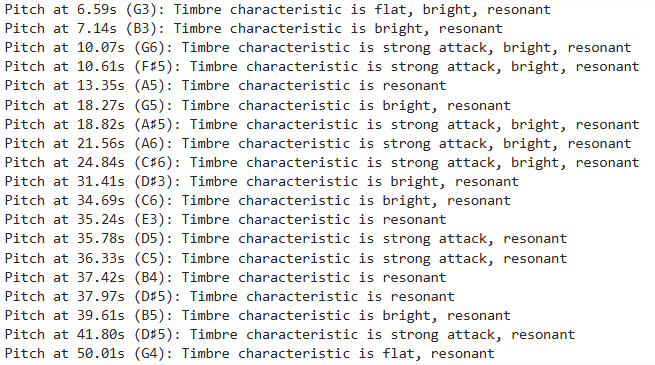 Pitch at 6.59s (G3): Timbre characteristic is flat, bright, resonant
Pitch at 7.14s (B3): Timbre characteristic is bright, resonant
Pitch at 10.07s (G6): Timbre characteristic is strong attack, bright, resonant
Pitch at 10.61s (F♯5): Timbre characteristic is strong attack, bright, resonant
Pitch at 13.35s (A5): Timbre characteristic is resonant
Pitch at 18.27s (G5): Timbre characteristic is bright, resonant
Pitch at 18.82s (A♯5): Timbre characteristic is strong attack, bright, resonant
Pitch at 21.56s (A6): Timbre characteristic is strong attack, bright, resonant
Pitch at 24.84s (C♯6): Timbre characteristic is strong attack, bright, resonant
Pitch at 31.41s (D♯3): Timbre characteristic is bright, resonant
Pitch at 34.69s (C6): Timbre characteristic is bright, resonant
Pitch at 35.24s (E3): Timbre characteristic is resonant
Pitch at 35.78s (D5): Timbre characteristic is strong attack, resonant
Pitch at 36.33s (C5): Timbre characteristic is strong attack, resonant
Pitch at 37.42s (B4): Timbre characteristic is resonant
Pitch at 37.97s (D♯5): Timbre characteristic is resonant
Pitch at 39.61s (B5): Timbre characteristic is bright, resonant
Pitch at 41.80s (D♯5): Timbre characteristic is strong attack, resonant
Pitch at 50.01s (G4): Timbre characteristic is flat, resonant